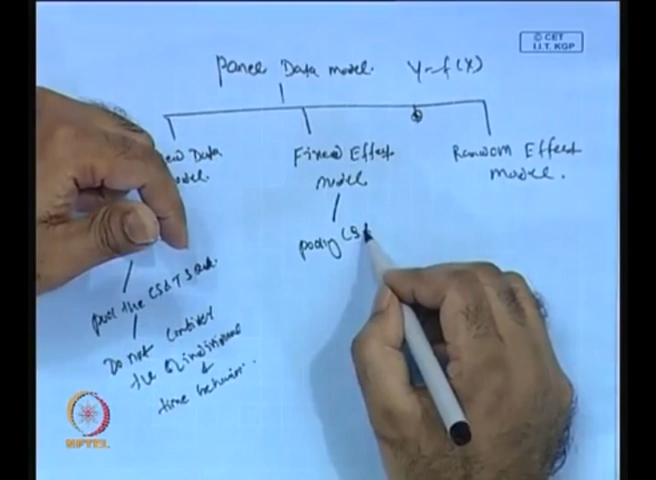 © CET
I.I.T. KGP
Panel Data model. Y=f(X)
Data
Fixed Effect
model
Random Effect
model.
pool the CS & TS data.
Do not consider
the individual
&
time behavior..
pooling CS
NPTEL